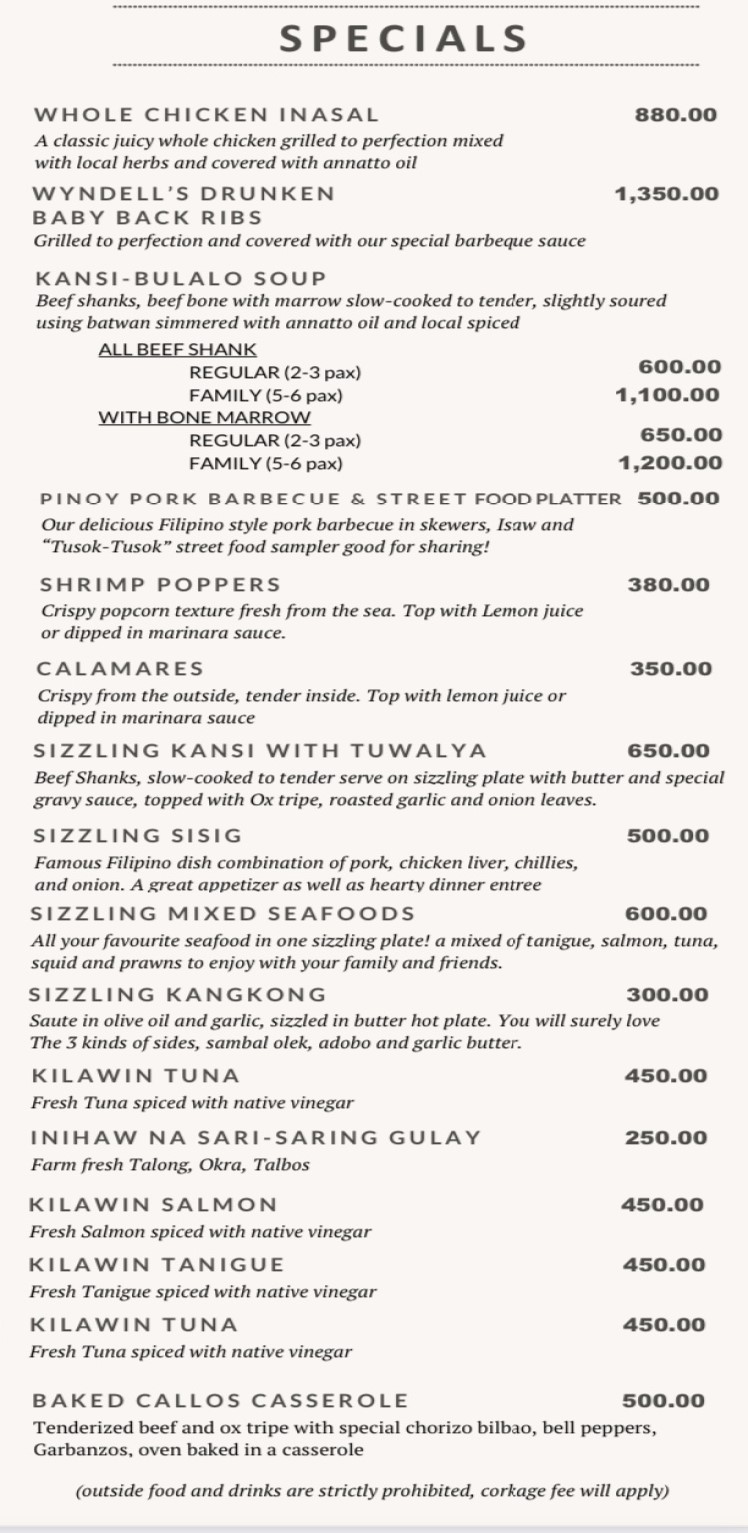 SPECIALS
WHOLE CHICKEN INASAL 880.00
A classic juicy whole chicken grilled to perfection mixed
with local herbs and covered with annatto oil
WYNDELL'S DRUNKEN 1,350.00
BABY BACK RIBS
Grilled to perfection and covered with our special barbeque sauce
KANSI-BULALO SOUP
Beef shanks, beef bone with marrow slow-cooked to tender, slightly soured
using batwan simmered with annatto oil and local spiced
ALL BEEF SHANK
REGULAR (2-3 pax) 600.00
FAMILY (5-6 pax) 1,100.00
WITH BONE MARROW
REGULAR (2-3 pax) 650.00
FAMILY (5-6 pax) 1,200.00
PINOY PORK BARBECUE & STREET FOOD PLATTER 500.00
Our delicious Filipino style pork barbecue in skewers, Isaw and
“Tusok-Tusok” street food sampler good for sharing!
SHRIMP POPPERS 380.00
Crispy popcorn texture fresh from the sea. Top with Lemon juice
or dipped in marinara sauce.
CALAMARES 350.00
Crispy from the outside, tender inside. Top with lemon juice or
dipped in marinara sauce
SIZZLING KANSI WITH TUWALYA 650.00
Beef Shanks, slow-cooked to tender serve on sizzling plate with butter and special
gravy sauce, topped with Ox tripe, roasted garlic and onion leaves.
SIZZLING SISIG 500.00
Famous Filipino dish combination of pork, chicken liver, chillies,
and onion. A great appetizer as well as hearty dinner entree
SIZZLING MIXED SEAFOODS 600.00
All your favourite seafood in one sizzling plate! a mixed of tanigue, salmon, tuna,
squid and prawns to enjoy with your family and friends.
SIZZLING KANGKONG 300.00
Saute in olive oil and garlic, sizzled in butter hot plate. You will surely love
The 3 kinds of sides, sambal olek, adobo and garlic butter.
KILAWIN TUNA 450.00
Fresh Tuna spiced with native vinegar
INIHAW NA SARI-SARING GULAY 250.00
Farm fresh Talong, Okra, Talbos
KILAWIN SALMON 450.00
Fresh Salmon spiced with native vinegar
KILAWIN TANIGUE 450.00
Fresh Tanigue spiced with native vinegar
KILAWIN TUNA 450.00
Fresh Tuna spiced with native vinegar
BAKED CALLOS CASSEROLE 500.00
Tenderized beef and ox tripe with special chorizo bilbao, bell peppers,
Garbanzos, oven baked in a casserole
(outside food and drinks are strictly prohibited, corkage fee will apply)